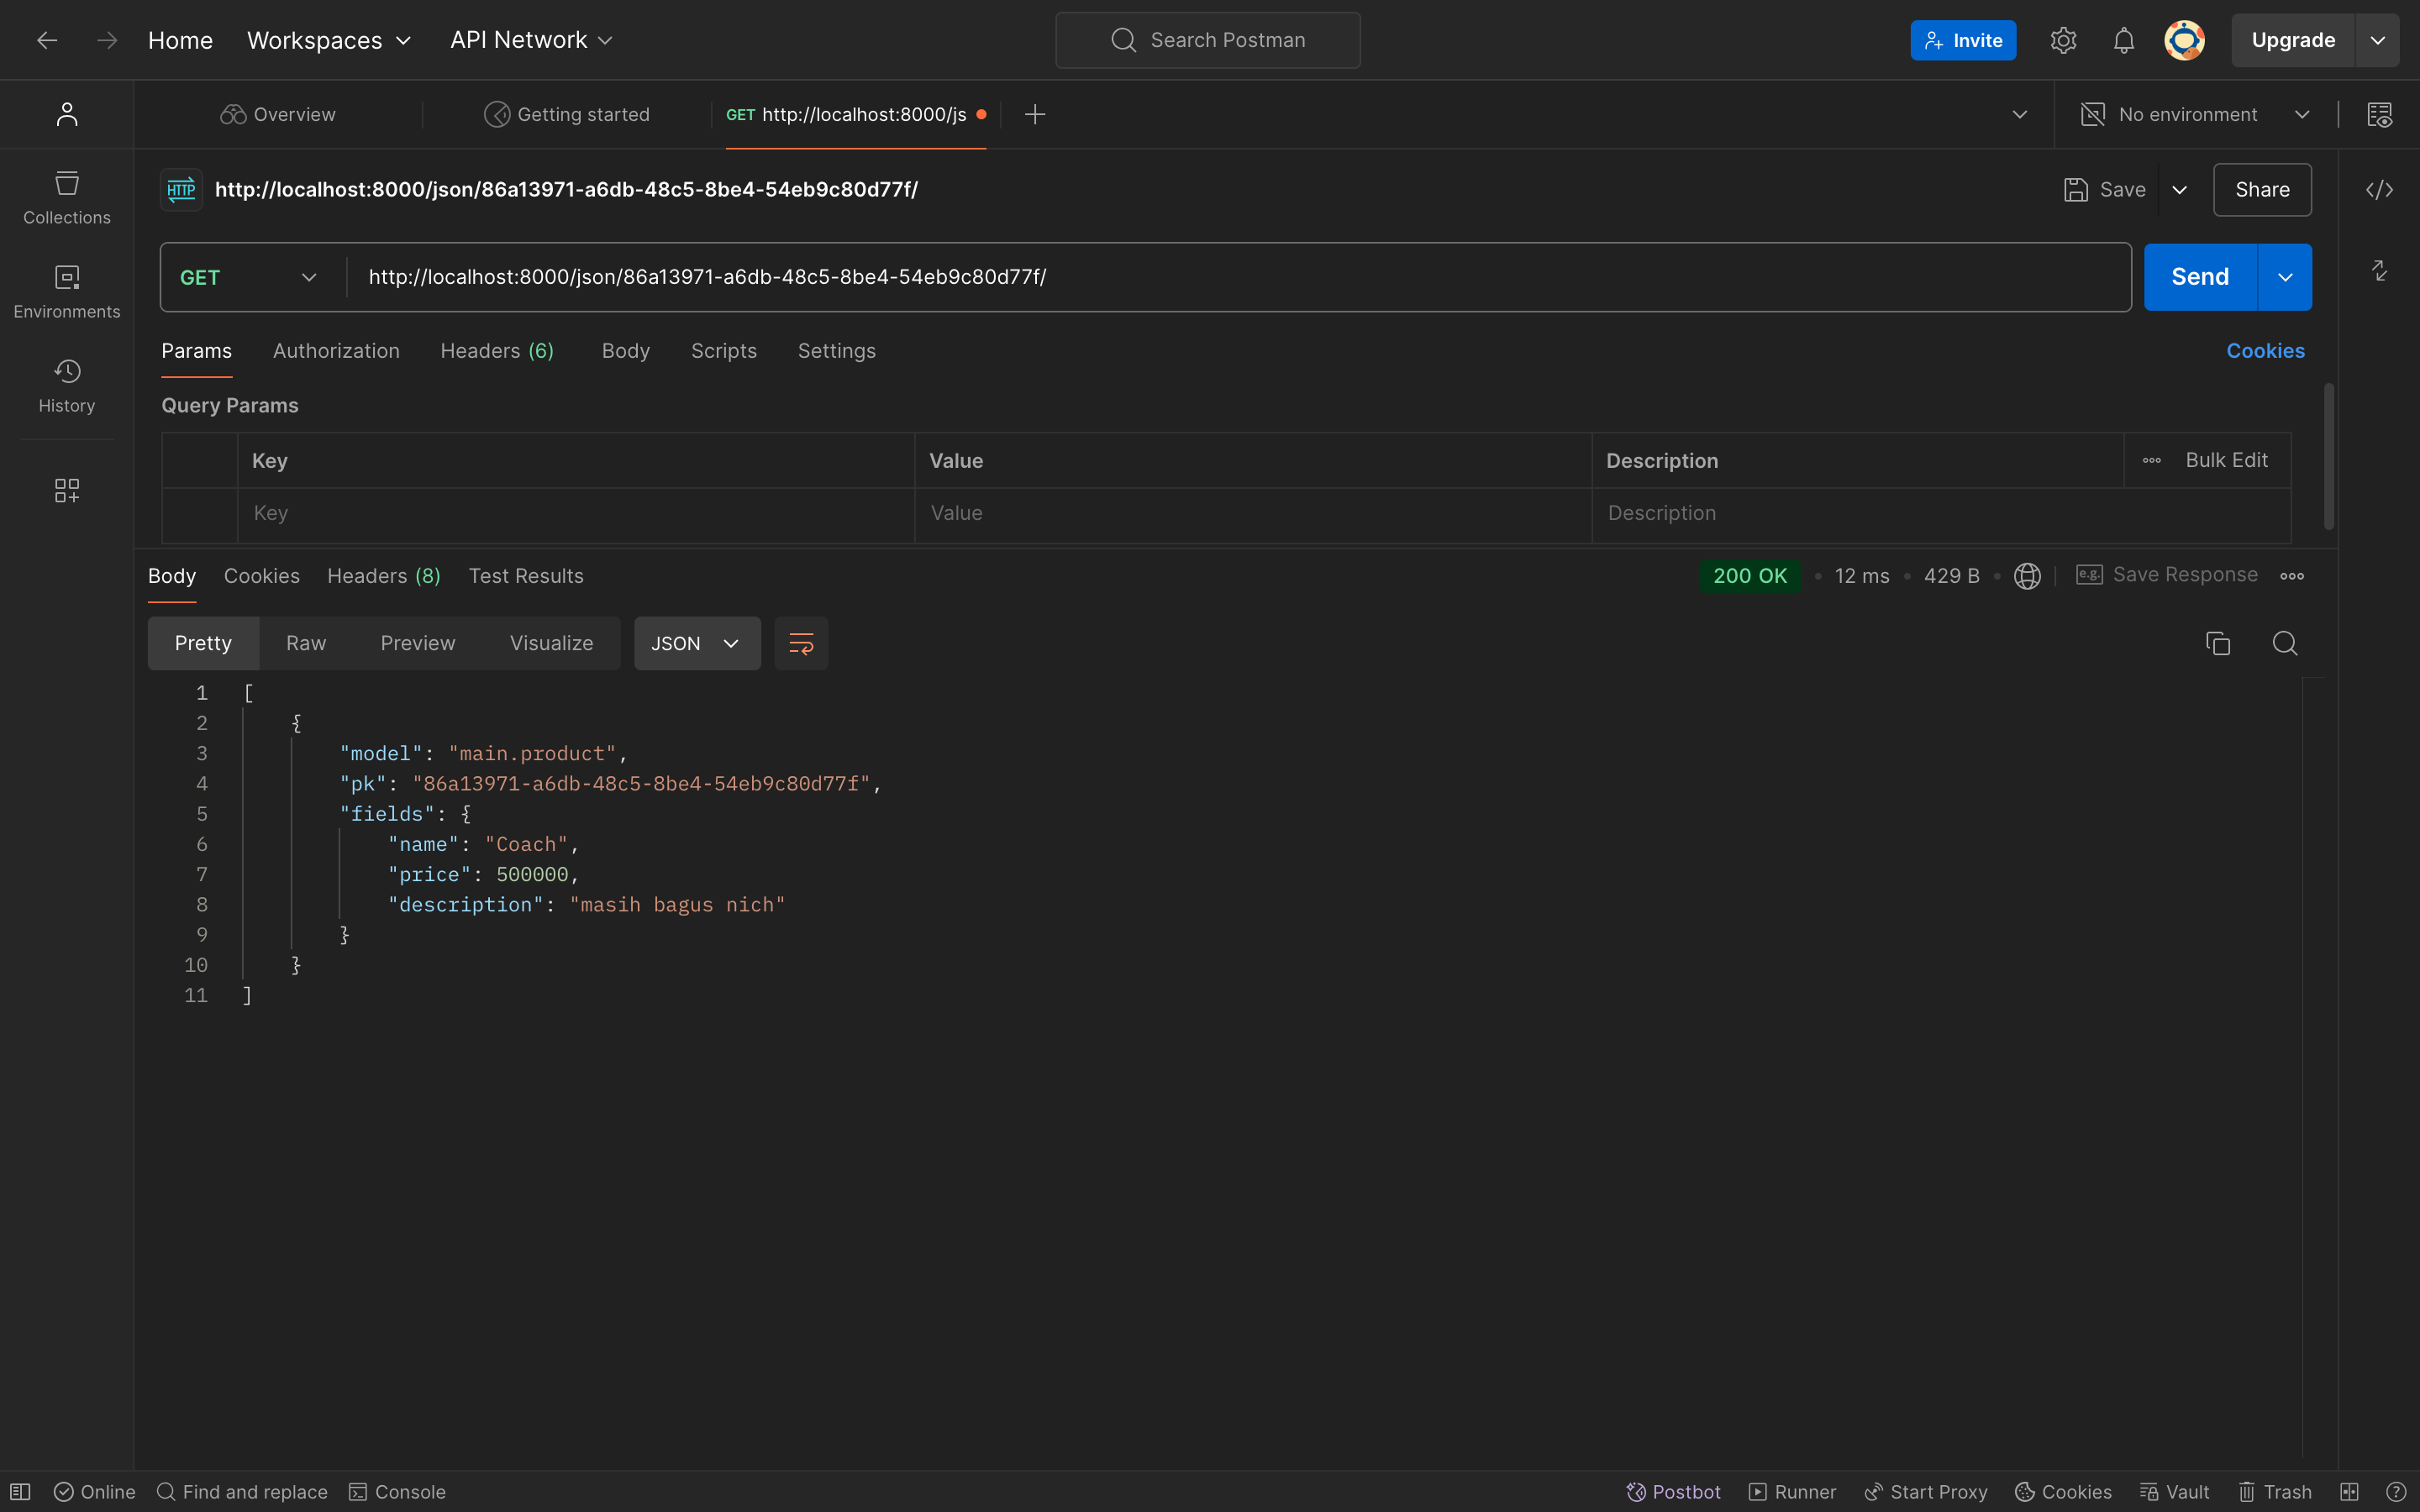 Home Workspaces API Network Search Postman Invite Upgrade
Overview Getting started GET http://localhost:8000/js No environment
HTTP http://localhost:8000/json/86a13971-a6db-48c5-8be4-54eb9c80d77f/ Save Share
Collections
Environments
History
GET http://localhost:8000/json/86a13971-a6db-48c5-8be4-54eb9c80d77f/ Send
Params Authorization Headers (6) Body Scripts Settings Cookies
Query Params
Key Value Description Bulk Edit
Key Value Description
Body Cookies Headers (8) Test Results 200 OK 12 ms 429 B e.g. Save Response
Pretty Raw Preview Visualize JSON
1 [
2 {
3 "model": "main.product",
4 "pk": "86a13971-a6db-48c5-8be4-54eb9c80d77f",
5 "fields": {
6 "name": "Coach",
7 "price": 500000,
8 "description": "masih bagus nich"
9 }
10 }
11 ]
Online Find and replace Console Postbot Runner Start Proxy Cookies Vault Trash